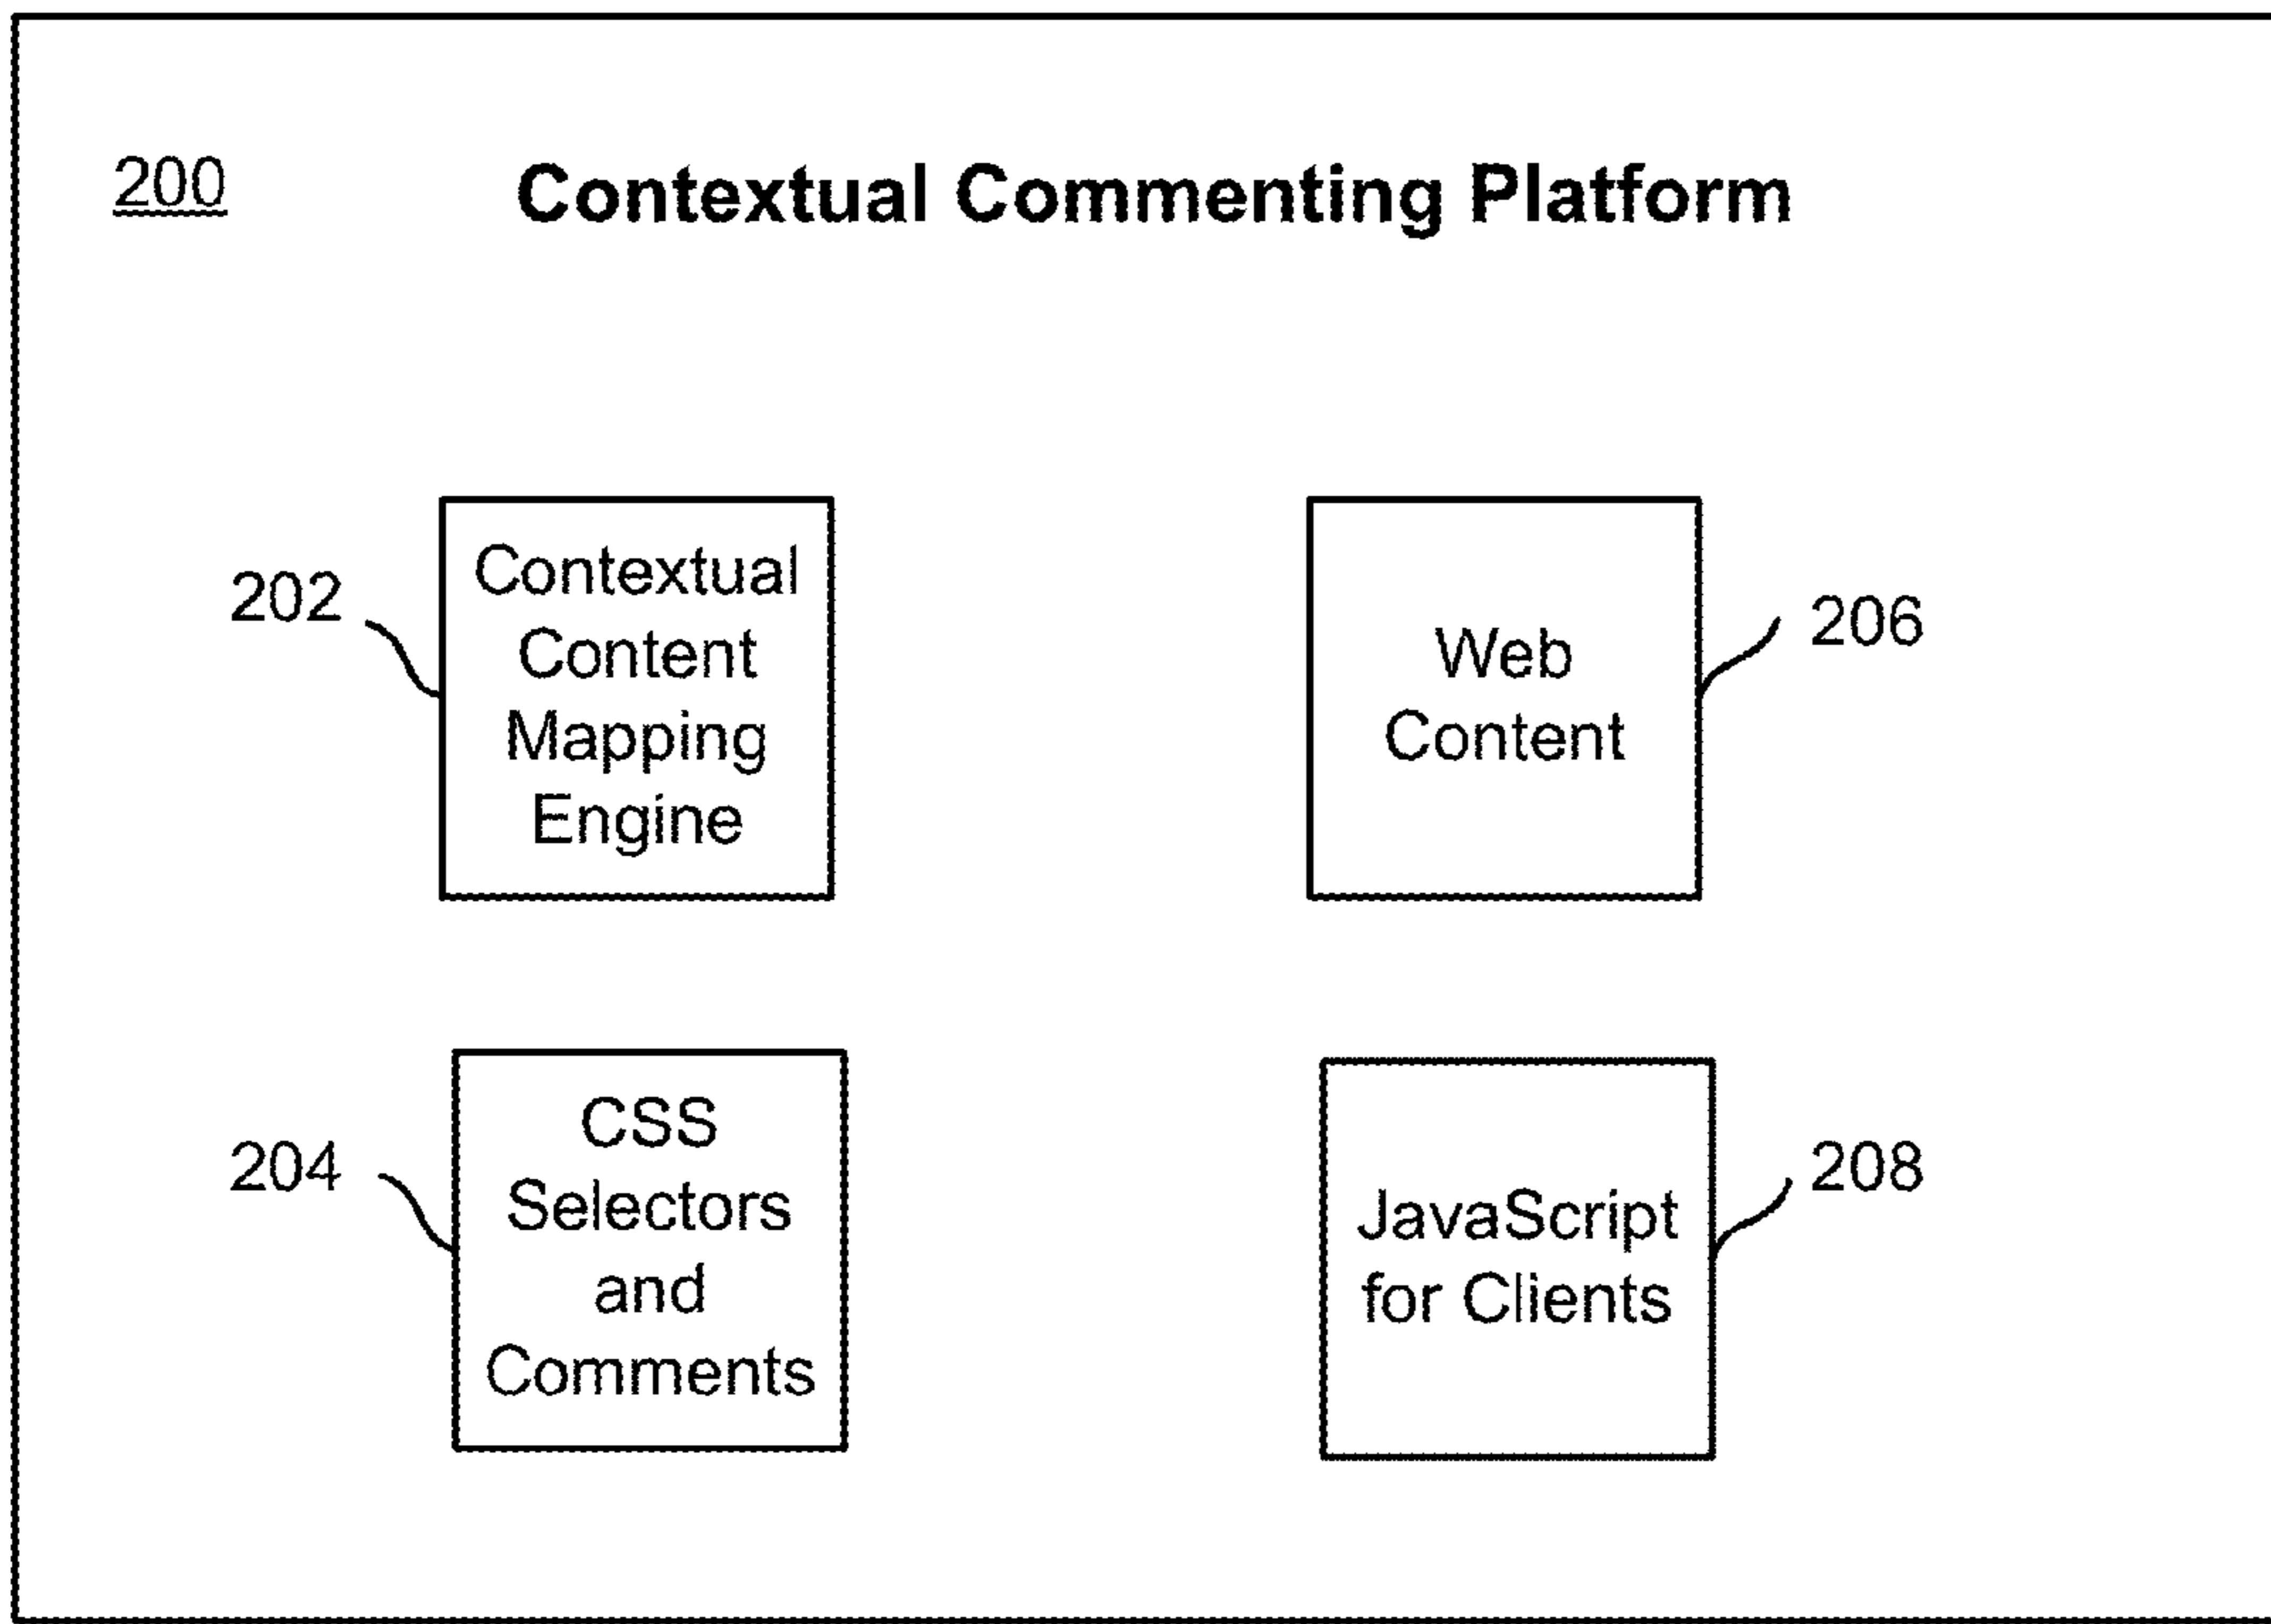 200
Contextual Commenting Platform
202
Contextual
Content
Mapping
Engine
Web
Content
206
204
CSS
Selectors
and
Comments
JavaScript
for Clients
208